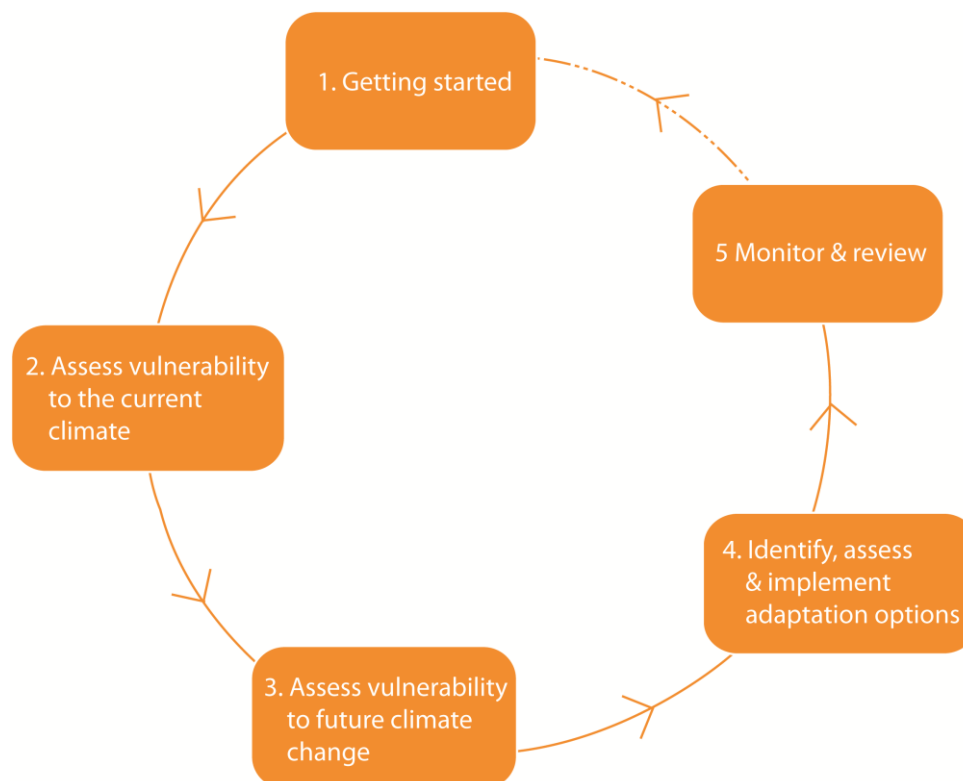 1. Getting started
2. Assess vulnerability
to the current
climate
3. Assess vulnerability
to future climate
change
4. Identify, assess
& implement
adaptation options
5 Monitor & review